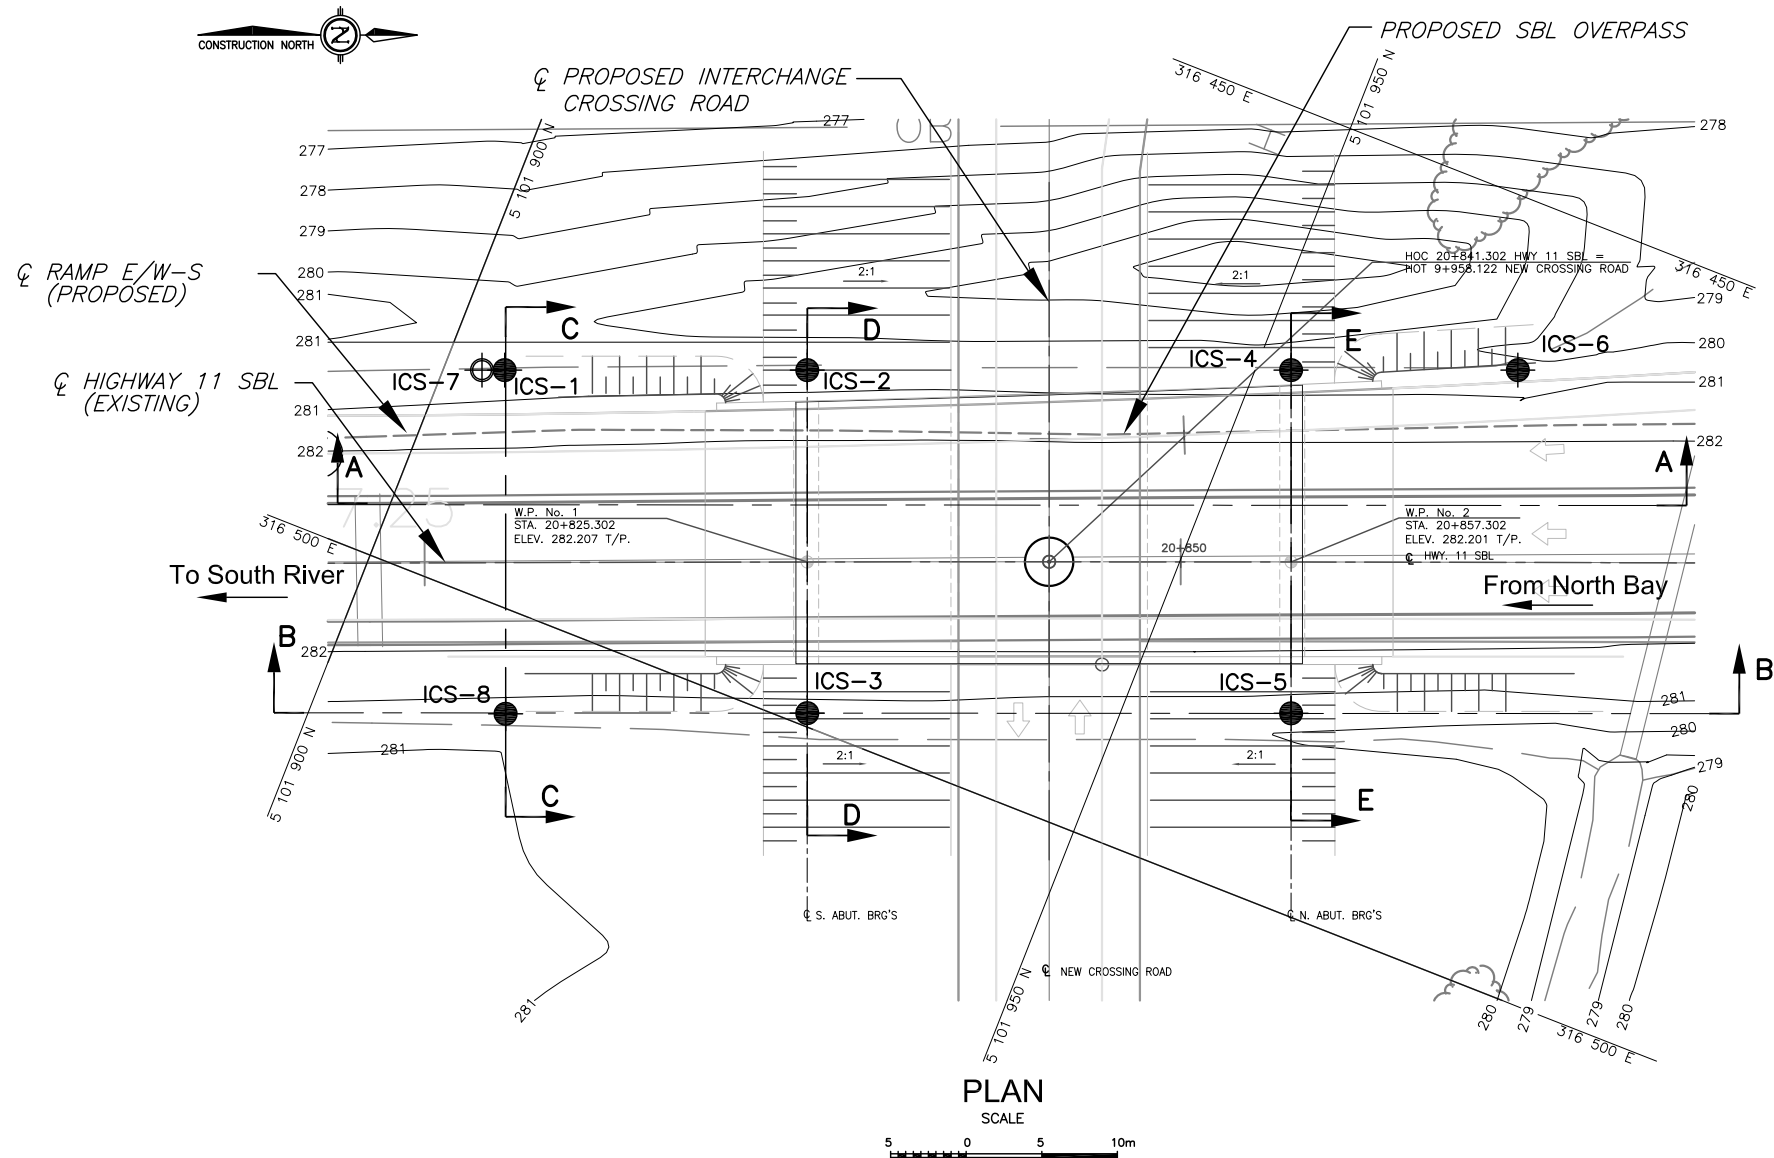 CONSTRUCTION NORTH
Z
PROPOSED SBL OVERPASS
℄ PROPOSED INTERCHANGE
CROSSING ROAD
316 450 E
5 101 950 N
5 101 900 N
277
OB
H
278
277
278
279
280
281
281
℄ RAMP E/W-S
(PROPOSED)
HOC 20+841.302 HWY 11 SBL =
HOT 9+958.122 NEW CROSSING ROAD
316 450 E
279
2:1
2:1
C
D
E
280
ICS-4
ICS-6
℄ HIGHWAY 11 SBL
(EXISTING)
ICS-7
ICS-1
ICS-2
281
281
282
282
A
A
7.25
316 500 E
W.P. No. 1
STA. 20+825.302
ELEV. 282.207 T/P.
W.P. No. 2
STA. 20+857.302
ELEV. 282.201 T/P.
℄ HWY. 11 SBL
20+850
To South River
From North Bay
B
282
B
ICS-8
ICS-3
ICS-5
281
280
281
2:1
2:1
279
280
5 101 900 N
C
D
E
℄ S. ABUT. BRG'S
℄ N. ABUT. BRG'S
℄ NEW CROSSING ROAD
5 101 950 N
281
280
279
279
280
316 500 E
PLAN
SCALE
5 0 5 10m